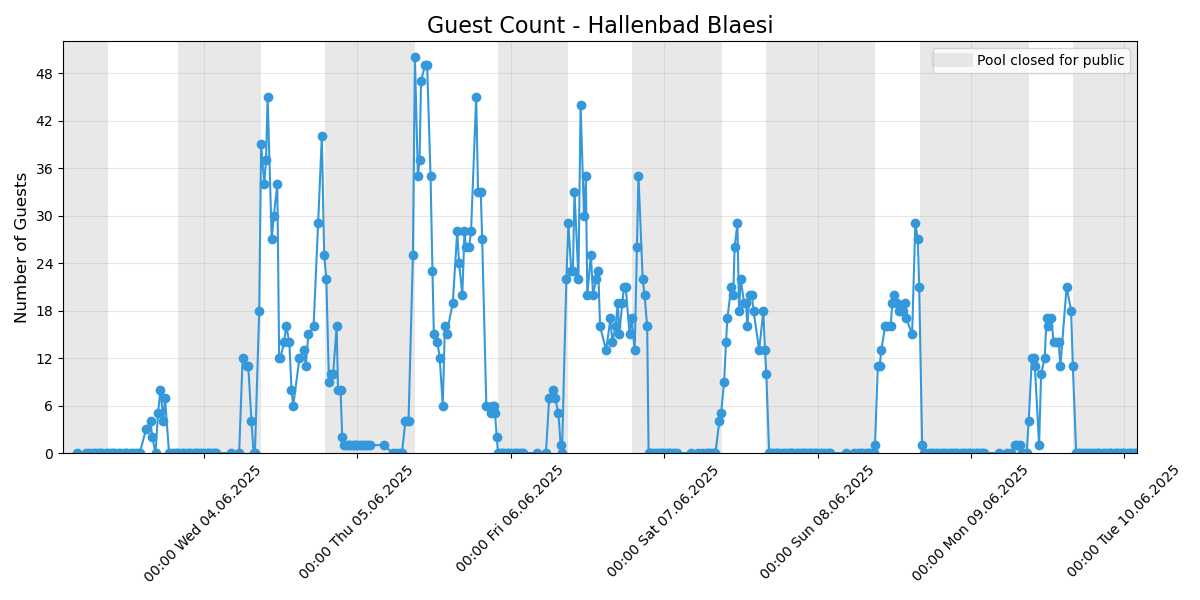 Guest Count - Hallenbad Blaesi
Pool closed for public
Number of Guests
48
42
36
30
24
18
12
6
0
00:00 Wed 04.06.2025
00:00 Thu 05.06.2025
00:00 Fri 06.06.2025
00:00 Sat 07.06.2025
00:00 Sun 08.06.2025
00:00 Mon 09.06.2025
00:00 Tue 10.06.2025